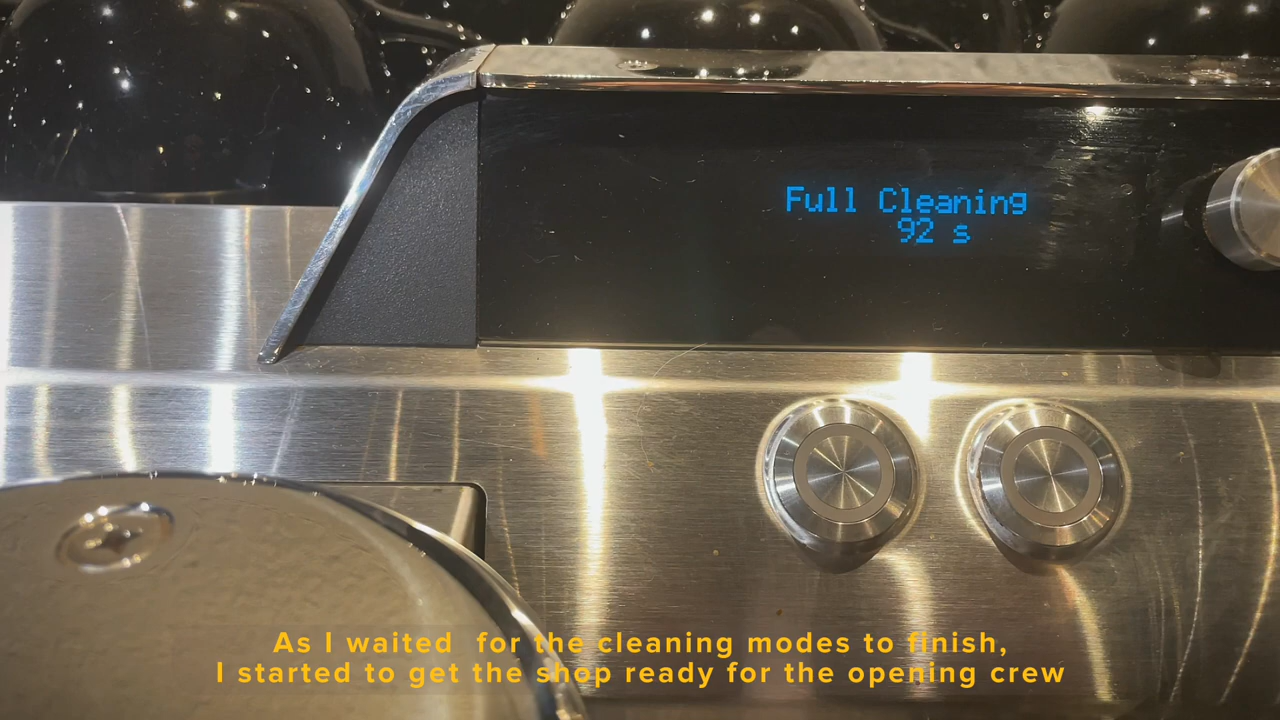 Full Cleaning
92 s
As I waited  for the cleaning modes to finish,
I started to get the shop ready for the opening crew